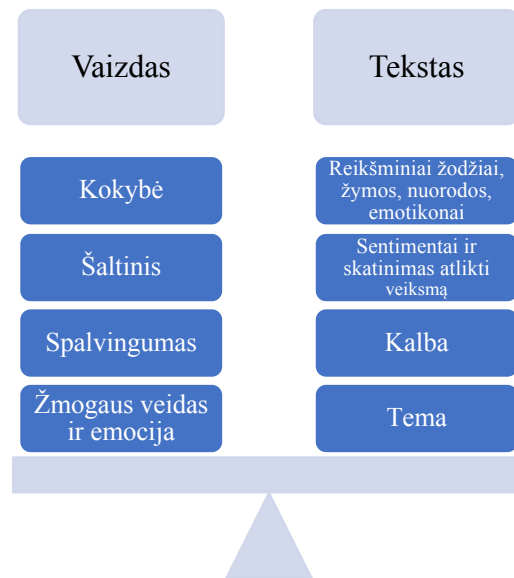 Vaizdas
Kokybė
Šaltinis
Spalvingumas
Žmogaus veidas
ir emocija
Tekstas
Reikšminiai žodžiai,
žymos, nuorodos,
emotikonai
Sentimentai ir
skatinimas atlikti
veiksmą
Kalba
Tema